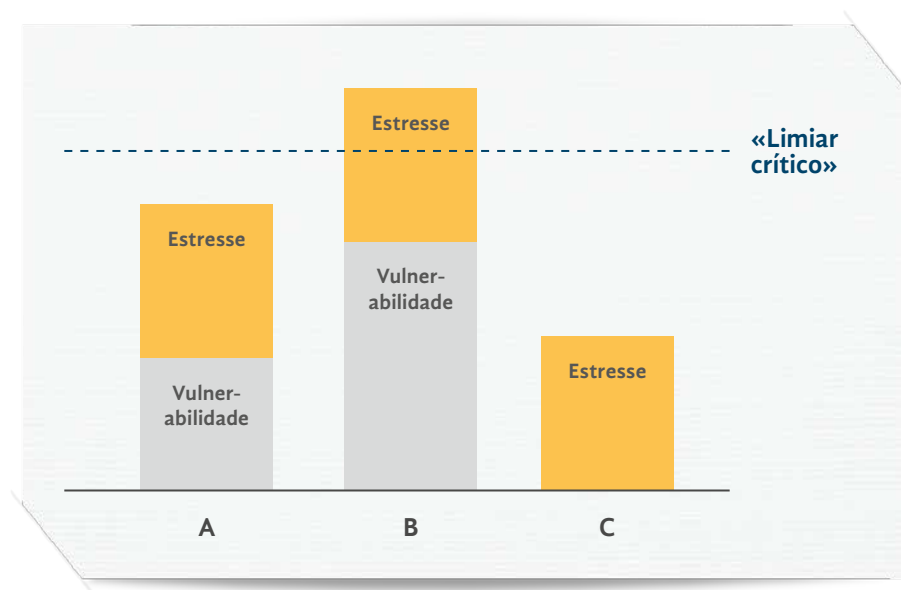 Estresse
«Limiar
crítico»
Estresse
Vulner-
abilidade
Estresse
Vulner-
abilidade
A
B
C